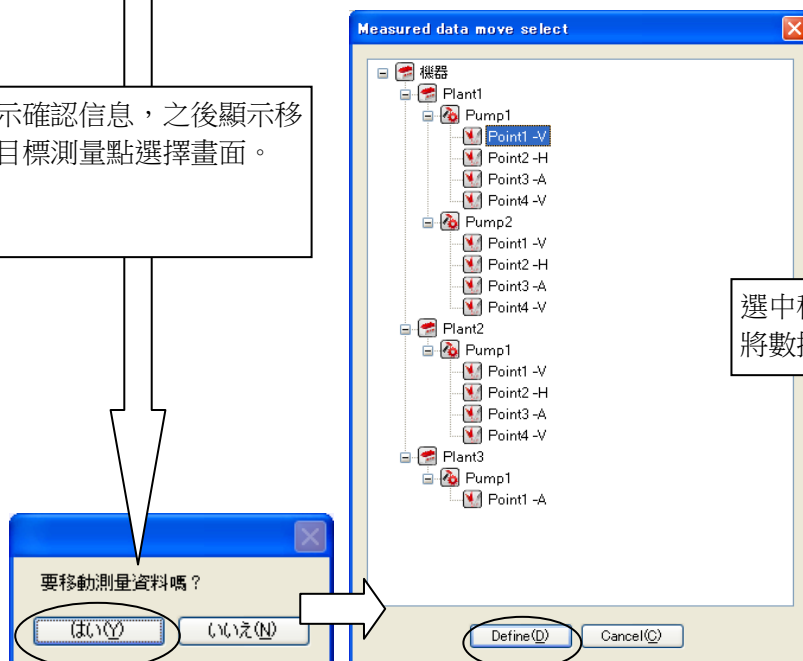 Measured data move select
機器
Plant1
Pump1
Point1 -V
Point2 -H
Point3 -A
Point4 -V
Pump2
Point1 -V
Point2 -H
Point3 -A
Point4 -V
Plant2
Pump1
Point1 -V
Point2 -H
Point3 -A
Point4 -V
Plant3
Pump1
Point1 -A
Define(D)
Cancel(C)
示確認信息，之後顯示移
目標測量點選擇畫面。
選中
將數
要移動測量資料嗎？
はい(Y)
いいえ(N)